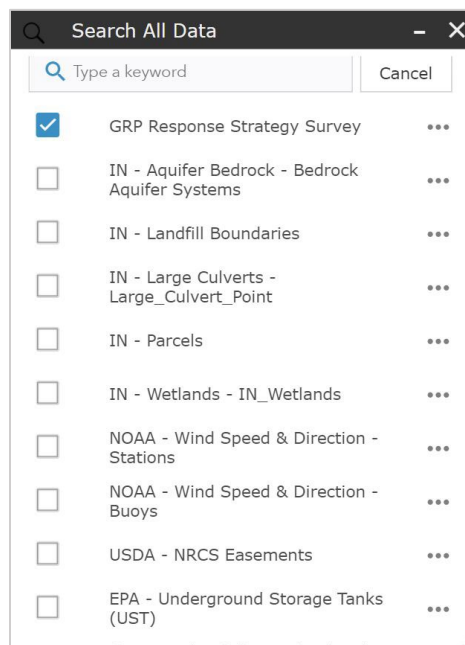 Search All Data
Type a keyword
Cancel
GRP Response Strategy Survey
IN - Aquifer Bedrock - Bedrock
Aquifer Systems
IN - Landfill Boundaries
IN - Large Culverts -
Large_Culvert_Point
IN - Parcels
IN - Wetlands - IN_Wetlands
NOAA - Wind Speed & Direction -
Stations
NOAA - Wind Speed & Direction -
Buoys
USDA - NRCS Easements
EPA - Underground Storage Tanks
(UST)